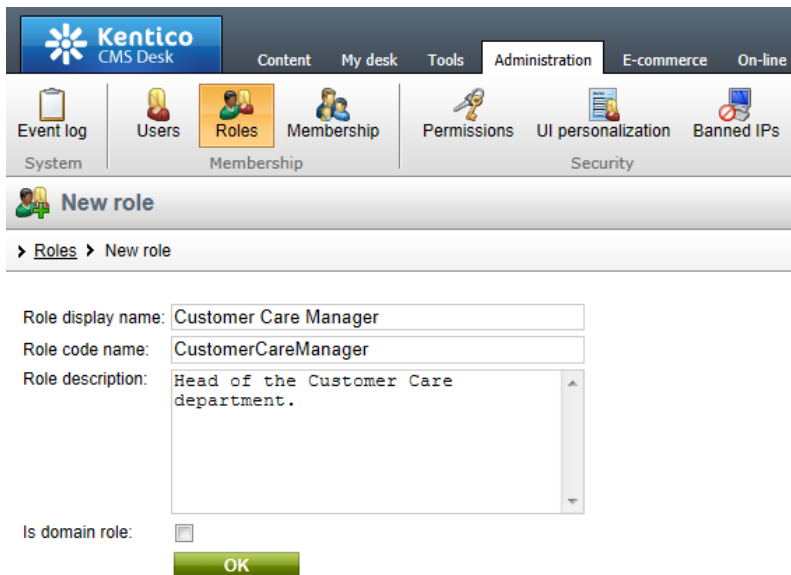 Kentico
CMS Desk
Content My desk Tools Administration E-commerce On-line
Event log Users Roles Membership Permissions UI personalization Banned IPs
System Membership Security
New role
Roles New role
Role display name: Customer Care Manager
Role code name: CustomerCareManager
Role description: Head of the Customer Care
department.
Is domain role:
OK